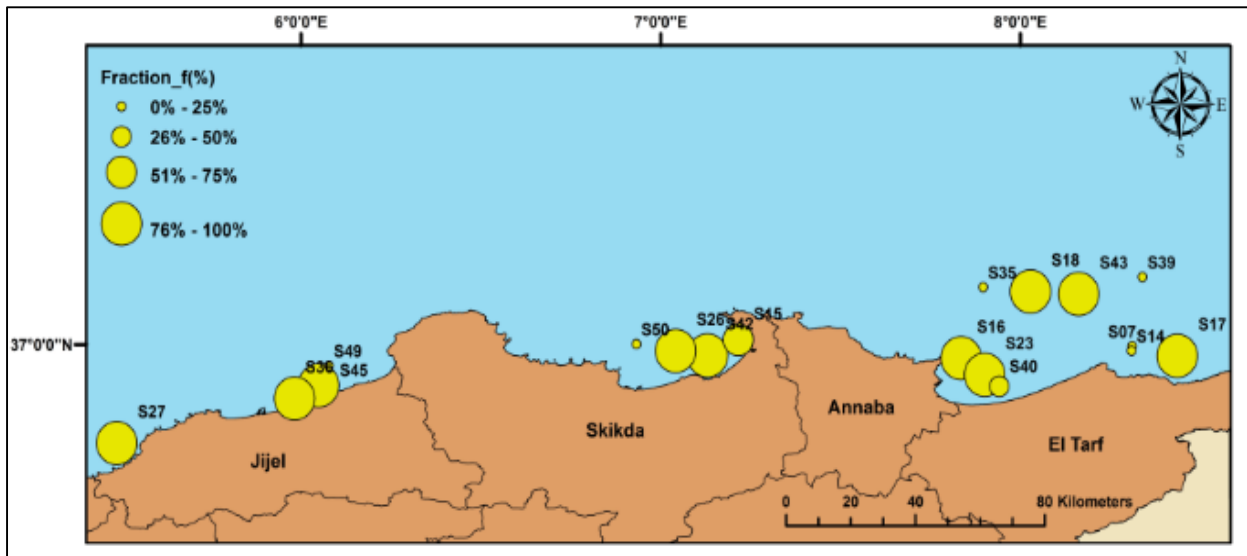 6°0'0"E 7°0'0"E 8°0'0"E
Fraction_f(%)
0% - 25%
26% - 50%
51% - 75%
76% - 100%
N
W E
S
S35 S18 S43 S39
S50 S26 S42 S15 S16 S23 S40 S07 S14 S17
37°0'0"N
S49
S36 S45
S27
Jijel
Skikda
Annaba
El Tarf
0 20 40 80 Kilometers